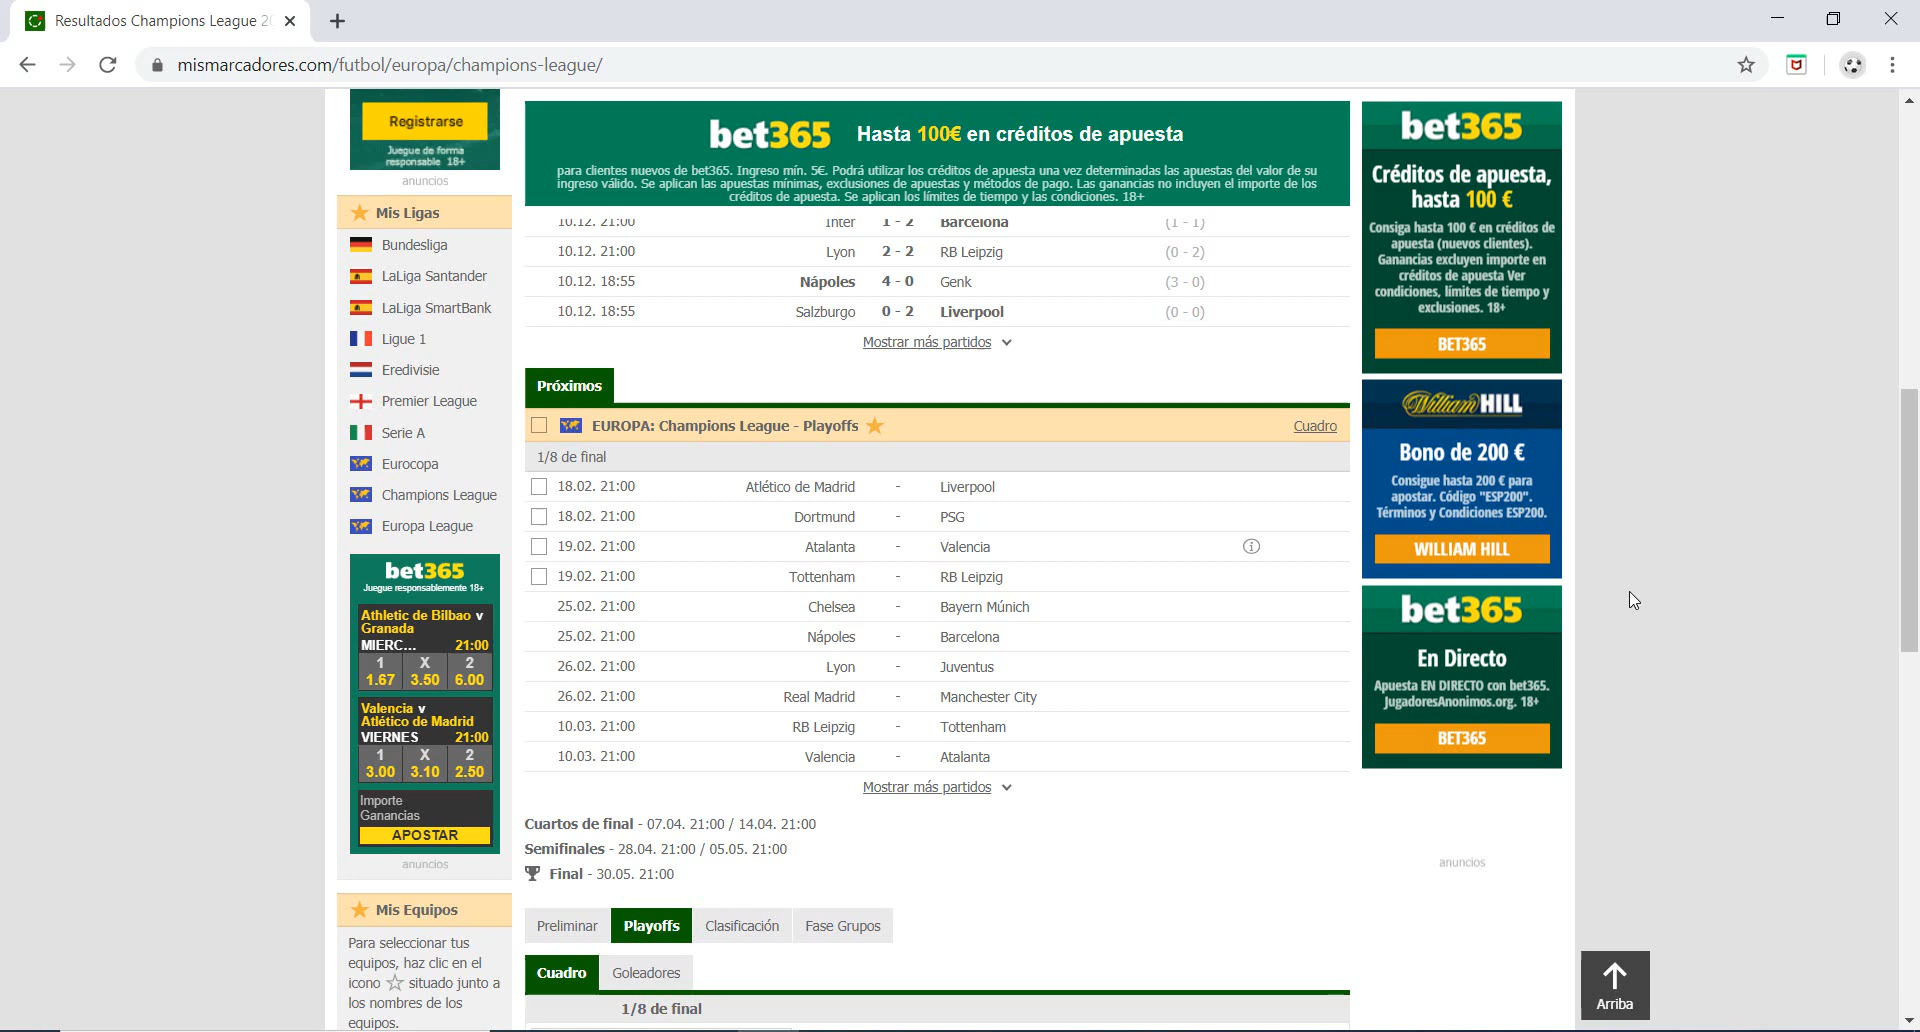 Resultados Champions League 20
mismarcadores.com/futbol/europa/champions-league/
Registrarse
Juegue de forma
responsable 18+
anuncios
Mis Ligas
Bundesliga
LaLiga Santander
LaLiga SmartBank
Ligue 1
Eredivisie
Premier League
Serie A
Eurocopa
Champions League
Europa League
bet365
Juegue responsablemente 18+
Athletic de Bilbao v
Granada
MIERC... 21:00
1 X 2
1.67 3.50 6.00
Valencia v
Atlético de Madrid
VIERNES 21:00
1 X 2
3.00 3.10 2.50
Importe
Ganancias
APOSTAR
anuncios
Mis Equipos
Para seleccionar tus
equipos, haz clic en el
icono situado junto a
los nombres de los
equipos.
bet365 Hasta 100€ en créditos de apuesta
para clientes nuevos de bet365. Ingreso mín. 5€. Podrá utilizar los créditos de apuesta una vez determinadas las apuestas del valor de su
ingreso válido. Se aplican las apuestas mínimas, exclusiones de apuestas y métodos de pago. Las ganancias no incluyen el importe de los
créditos de apuesta. Se aplican los límites de tiempo y las condiciones. 18+
10.12. 21:00 Inter 1 - 2 Barcelona (1 - 1)
10.12. 21:00 Lyon 2 - 2 RB Leipzig (0 - 2)
10.12. 18:55 Nápoles 4 - 0 Genk (3 - 0)
10.12. 18:55 Salzburgo 0 - 2 Liverpool (0 - 0)
Mostrar más partidos
Próximos
EUROPA: Champions League - Playoffs Cuadro
1/8 de final
18.02. 21:00 Atlético de Madrid - Liverpool
18.02. 21:00 Dortmund - PSG
19.02. 21:00 Atalanta - Valencia
19.02. 21:00 Tottenham - RB Leipzig
25.02. 21:00 Chelsea - Bayern Múnich
25.02. 21:00 Nápoles - Barcelona
26.02. 21:00 Lyon - Juventus
26.02. 21:00 Real Madrid - Manchester City
10.03. 21:00 RB Leipzig - Tottenham
10.03. 21:00 Valencia - Atalanta
Mostrar más partidos
Cuartos de final - 07.04. 21:00 / 14.04. 21:00
Semifinales - 28.04. 21:00 / 05.05. 21:00
Final - 30.05. 21:00
Preliminar Playoffs Clasificación Fase Grupos
Cuadro Goleadores
1/8 de final
bet365
Créditos de apuesta,
hasta 100 €
Consiga hasta 100 € en créditos de
apuesta (nuevos clientes).
Ganancias excluyen importe en
créditos de apuesta Ver
condiciones, límites de tiempo y
exclusiones. 18+
BET365
William HILL
Bono de 200 €
Consigue hasta 200 € para
apostar. Código "ESP200".
Términos y Condiciones ESP200.
WILLIAM HILL
bet365
En Directo
Apuesta EN DIRECTO con bet365.
JugadoresAnonimos.org. 18+
BET365
anuncios
Arriba